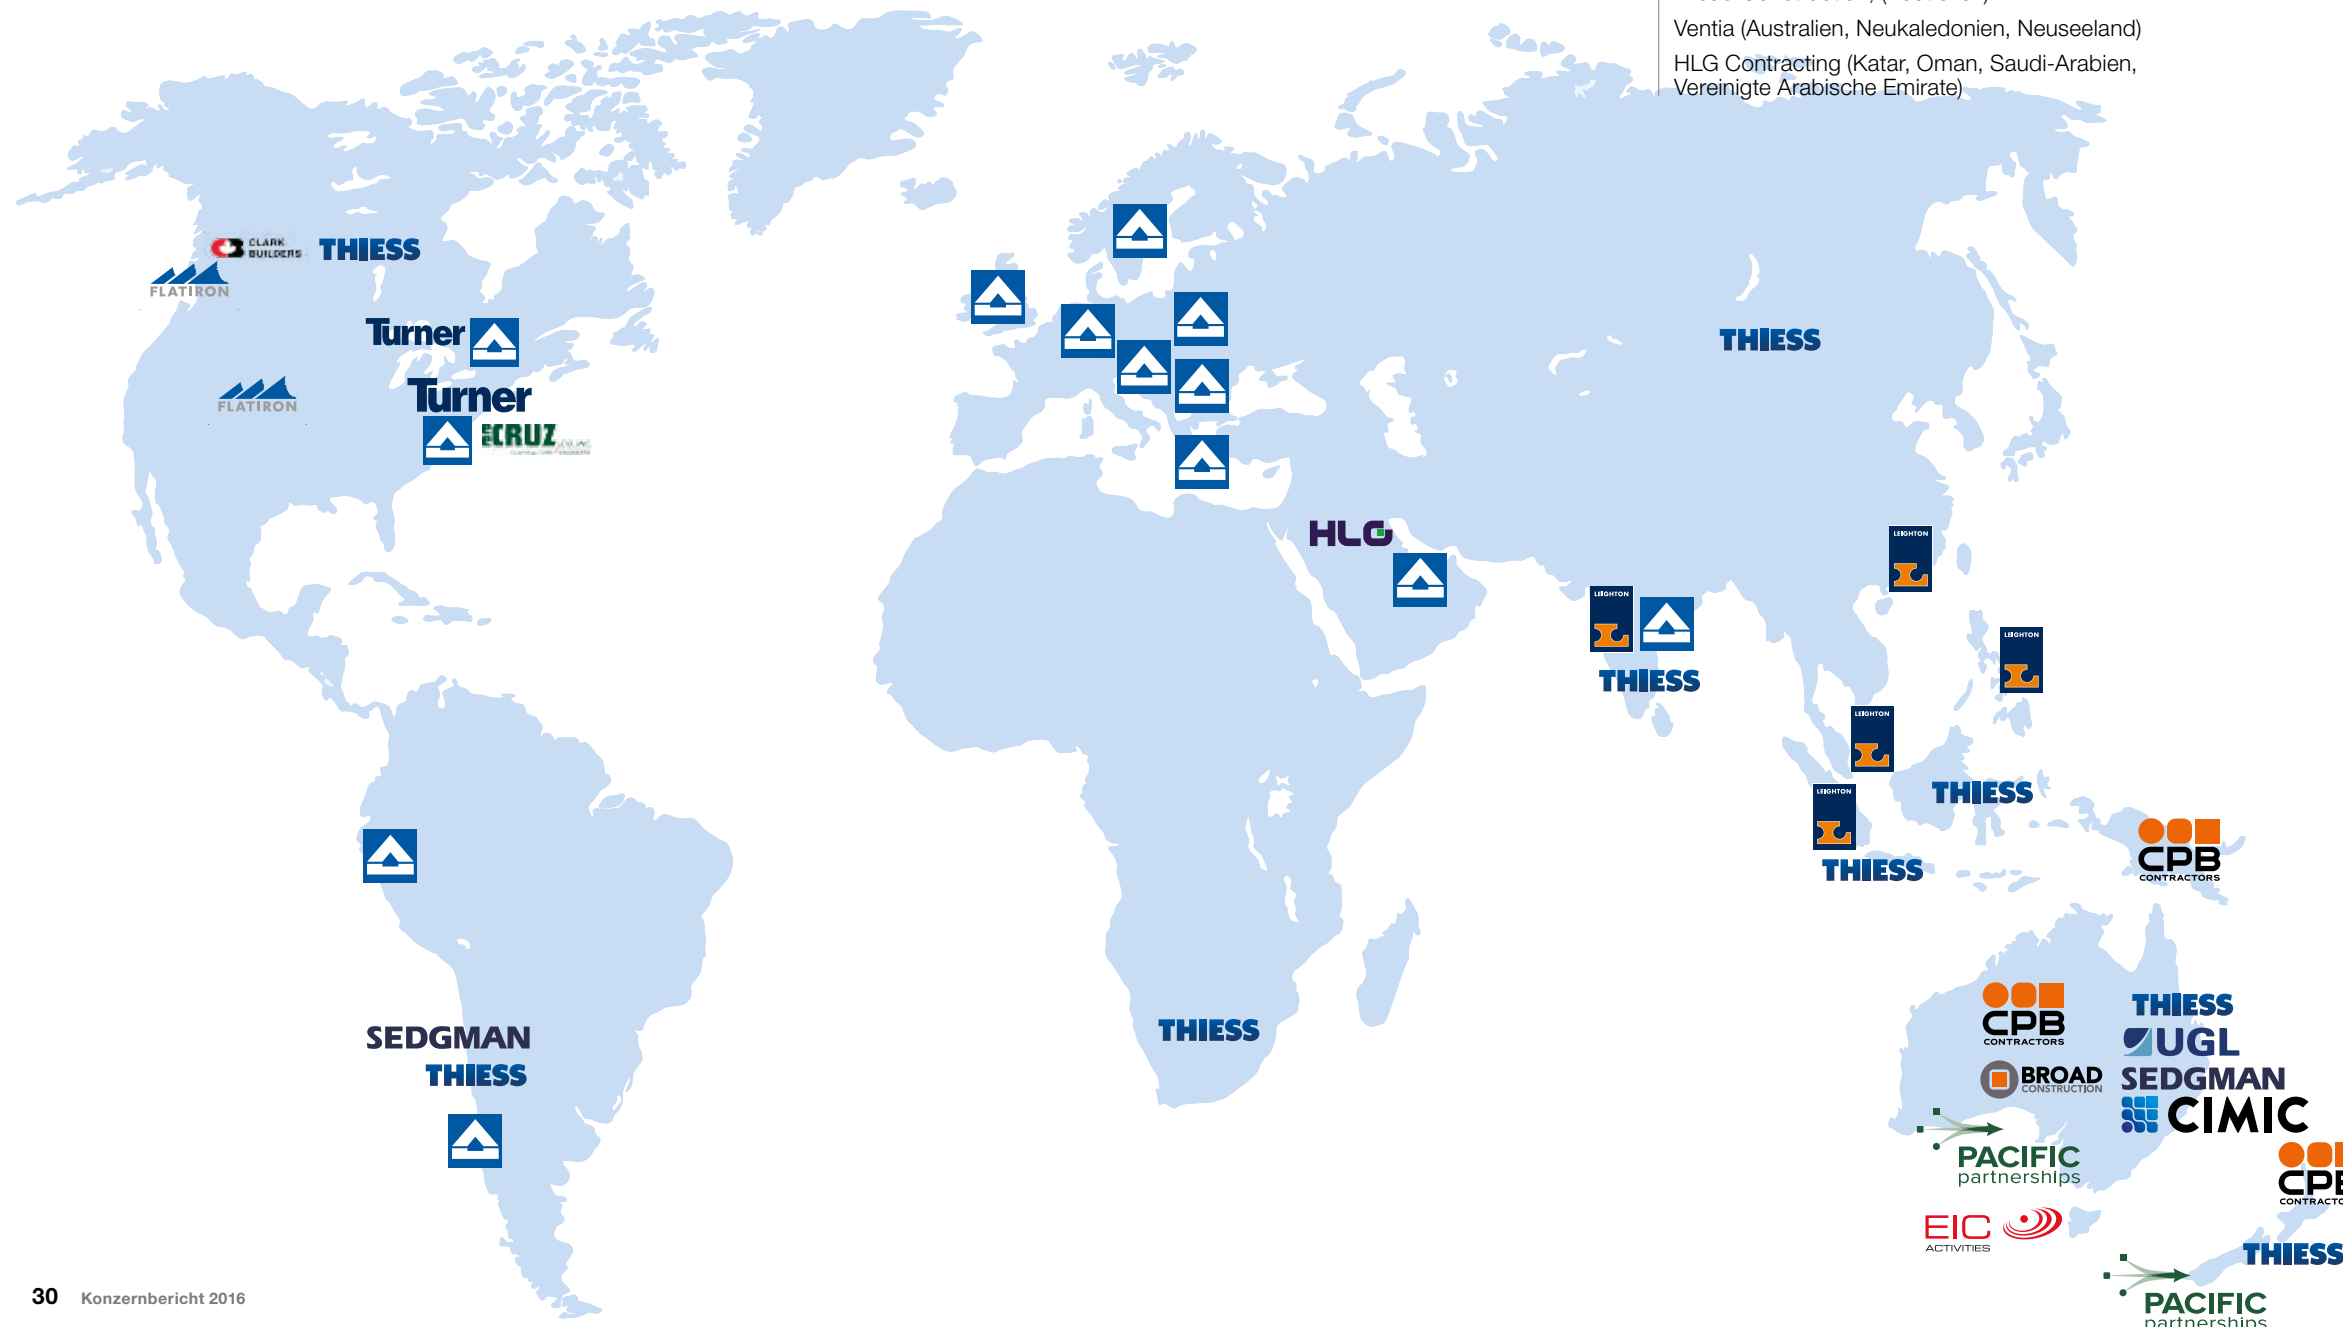 Ventia (Australien, Neukaledonien, Neuseeland)
HLG Contracting (Katar, Oman, Saudi-Arabien,
Vereinigte Arabische Emirate)
CLARK
BUILDERS
THIESS
FLATIRON
Turner
FLATIRON
Turner
CRUZ
THIESS
HLG
LEIGHTON
LEIGHTON
THIESS
LEIGHTON
LEIGHTON
THIESS
LEIGHTON
THIESS
CPB
CONTRACTORS
SEDGMAN
THIESS
THIESS
CPB
CONTRACTORS
BROAD
CONSTRUCTION
THIESS
UGL
SEDGMAN
CIMIC
PACIFIC
partnerships
CPB
EIC
ACTIVITIES
THIESS
PACIFIC
partnerships
30 Konzernbericht 2016